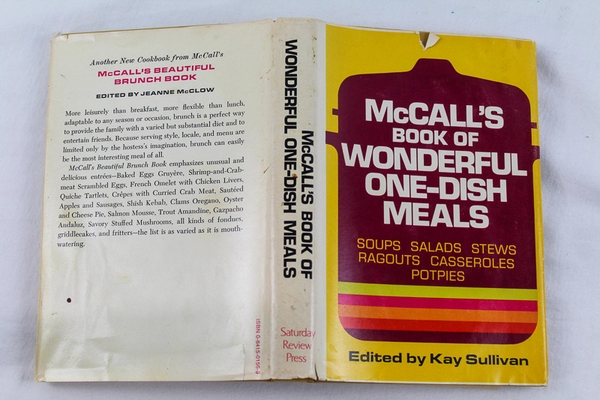 Another New Cookbook from McCall's
McCALL'S BEAUTIFUL
BRUNCH BOOK
EDITED BY JEANNE McCLOW
More leisurely than breakfast, more flexible than lunch,
adaptable to any season or occasion, brunch is a perfect way
to provide the family with a varied but substantial diet and to
entertain friends. Because serving style, locale, and menu are
limited only by the hostess's imagination, brunch can easily
be the most interesting meal of all.
McCall's Beautiful Brunch Book emphasizes unusual and
delicious entrées—Baked Eggs Gruyère, Shrimp-and-Crab-
meat Scrambled Eggs, French Omelet with Chicken Livers,
Quiche Tartlets, Crêpes with Curried Crab Meat, Sautéed
Apples and Sausages, Shish Kebab, Clams Oregano, Oyster
and Cheese Pie, Salmon Mousse, Trout Amandine, Gazpacho
Andaluz, Savory Stuffed Mushrooms, all kinds of fondues,
griddlecakes, and fritters—the list is as varied as it is mouth-
watering.
McCALL'S BOOK OF
WONDERFUL ONE-DISH MEALS
Saturday
Review
Press
McCALL'S
BOOK OF
WONDERFUL
ONE-DISH
MEALS
SOUPS SALADS STEWS
RAGOUTS CASSEROLES
POTPIES
Edited by Kay Sullivan